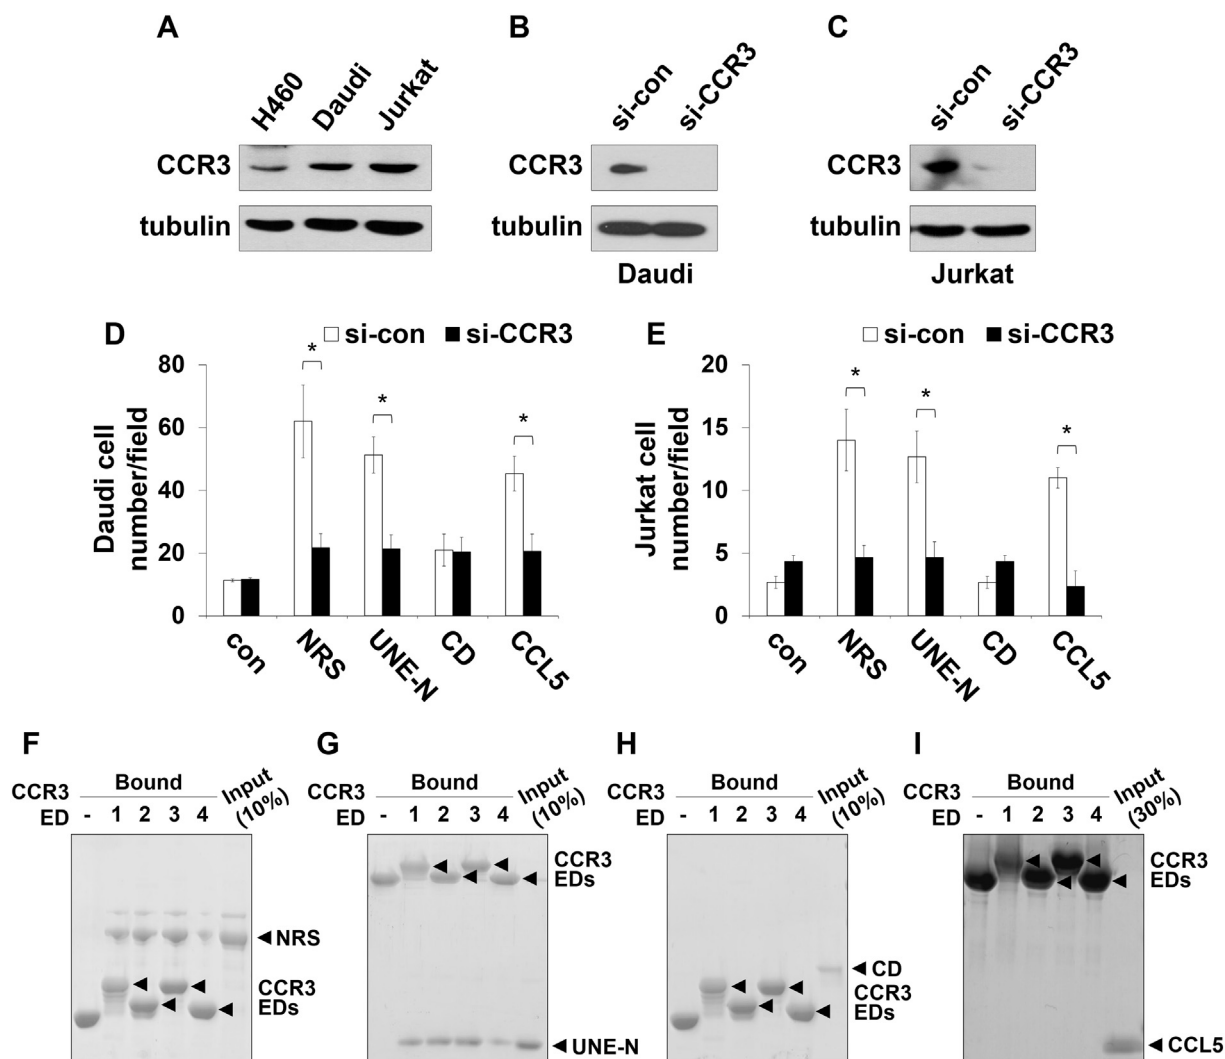 A
H460
Daudi
Jurkat
CCR3
tubulin
B
si-con
si-CCR3
CCR3
tubulin
Daudi
C
si-con
si-CCR3
CCR3
tubulin
Jurkat
D
si-con si-CCR3
80
60
40
20
0
Daudi cell
number/field
* * *
con
NRS
UNE-N
CD
CCL5
E
si-con si-CCR3
20
15
10
5
0
Jurkat cell
number/field
* * *
con
NRS
UNE-N
CD
CCL5
F
Bound
Input
(10%)
CCR3
ED - 1 2 3 4
NRS
CCR3
EDs
G
Bound
Input
(10%)
CCR3
ED - 1 2 3 4
CCR3
EDs
UNE-N
H
Bound
Input
(10%)
CCR3
ED - 1 2 3 4
CD
CCR3
EDs
I
Bound
Input
(30%)
CCR3
ED - 1 2 3 4
CCR3
EDs
CCL5